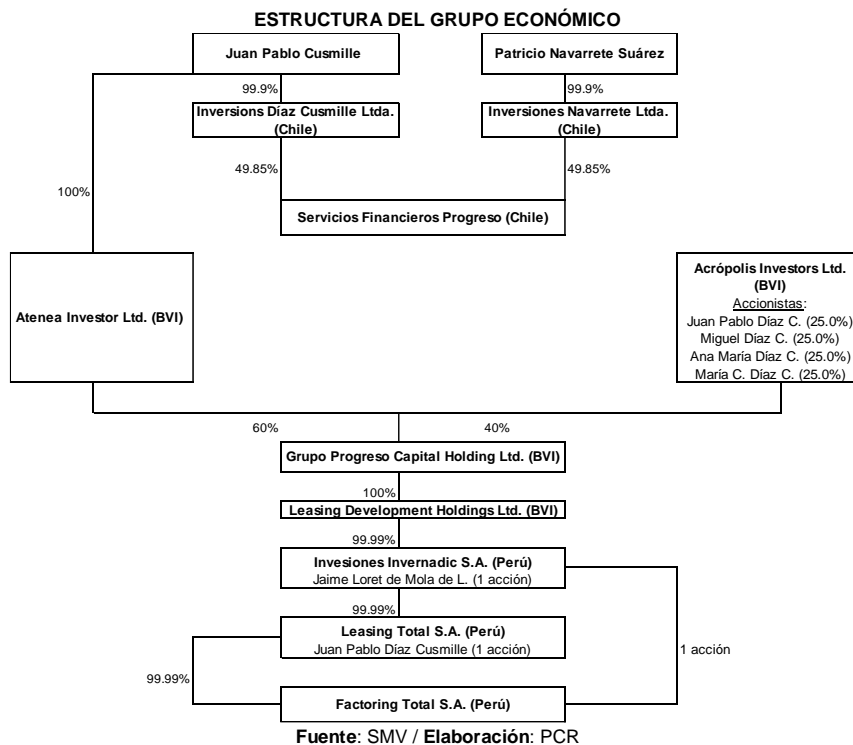 ESTRUCTURA DEL GRUPO ECONÓMICO
Juan Pablo Cusmille
Patricio Navarrete Suárez
99.9%
99.9%
Inversions Díaz Cusmille Ltda.
(Chile)
Inversiones Navarrete Ltda.
(Chile)
49.85%
49.85%
100%
Servicios Financieros Progreso (Chile)
Atenea Investor Ltd. (BVI)
Acrópolis Investors Ltd.
(BVI)
Accionistas:
Juan Pablo Díaz C. (25.0%)
Miguel Díaz C. (25.0%)
Ana María Díaz C. (25.0%)
María C. Díaz C. (25.0%)
60%
40%
Grupo Progreso Capital Holding Ltd. (BVI)
100%
Leasing Development Holdings Ltd. (BVI)
99.99%
Invesiones Invernadic S.A. (Perú)
Jaime Loret de Mola de L. (1 acción)
99.99%
Leasing Total S.A. (Perú)
Juan Pablo Díaz Cusmille (1 acción)
1 acción
99.99%
Factoring Total S.A. (Perú)
Fuente: SMV / Elaboración: PCR